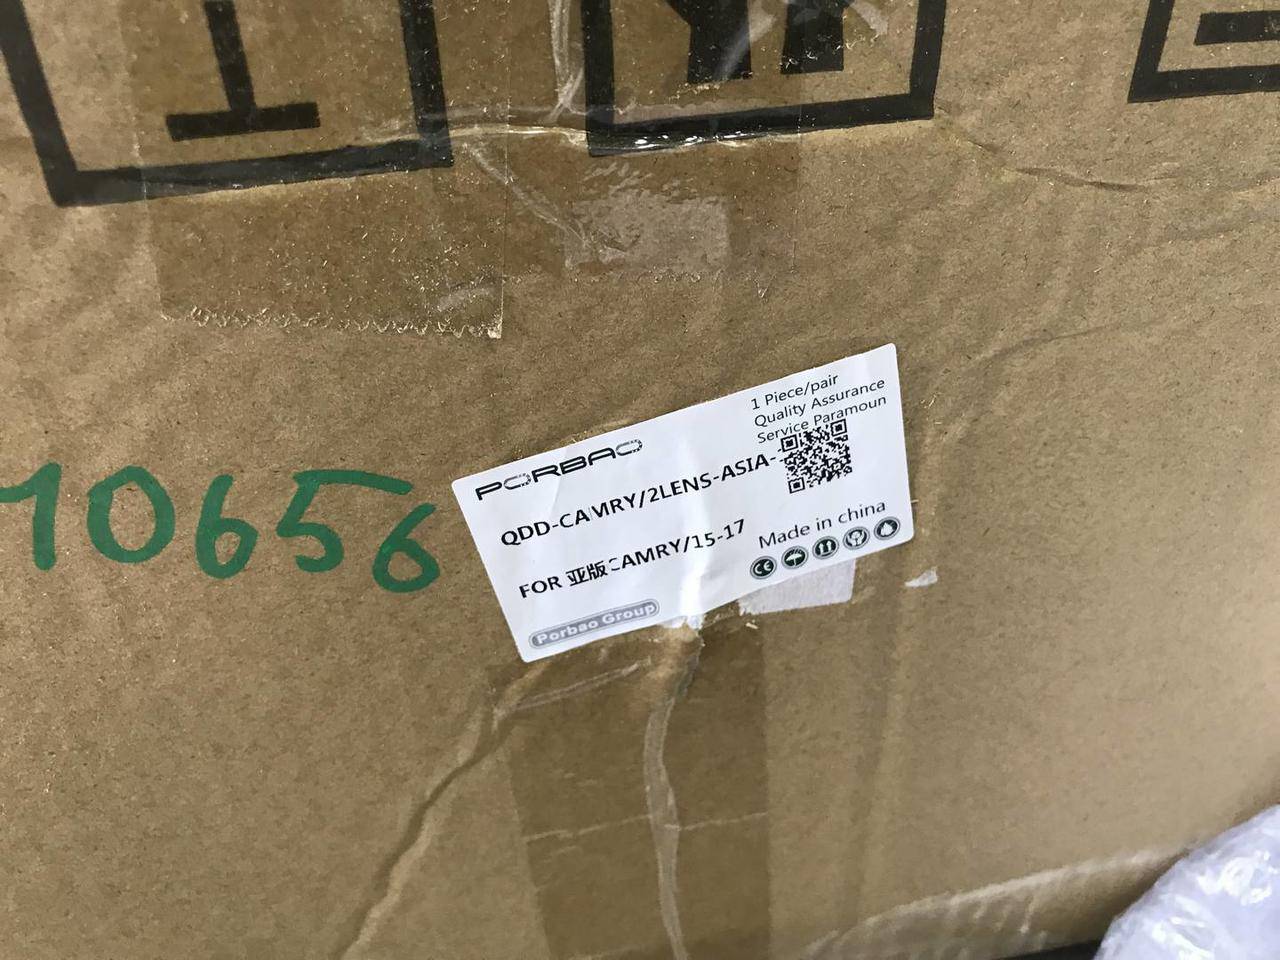 10656
PORBAO
1 Piece/pair
Quality Assurance
Service Paramoun
QDD-CAMRY/2LENS-ASIA-
FOR 亚版CAMRY/15-17
Made in china
CE
Porbao Group